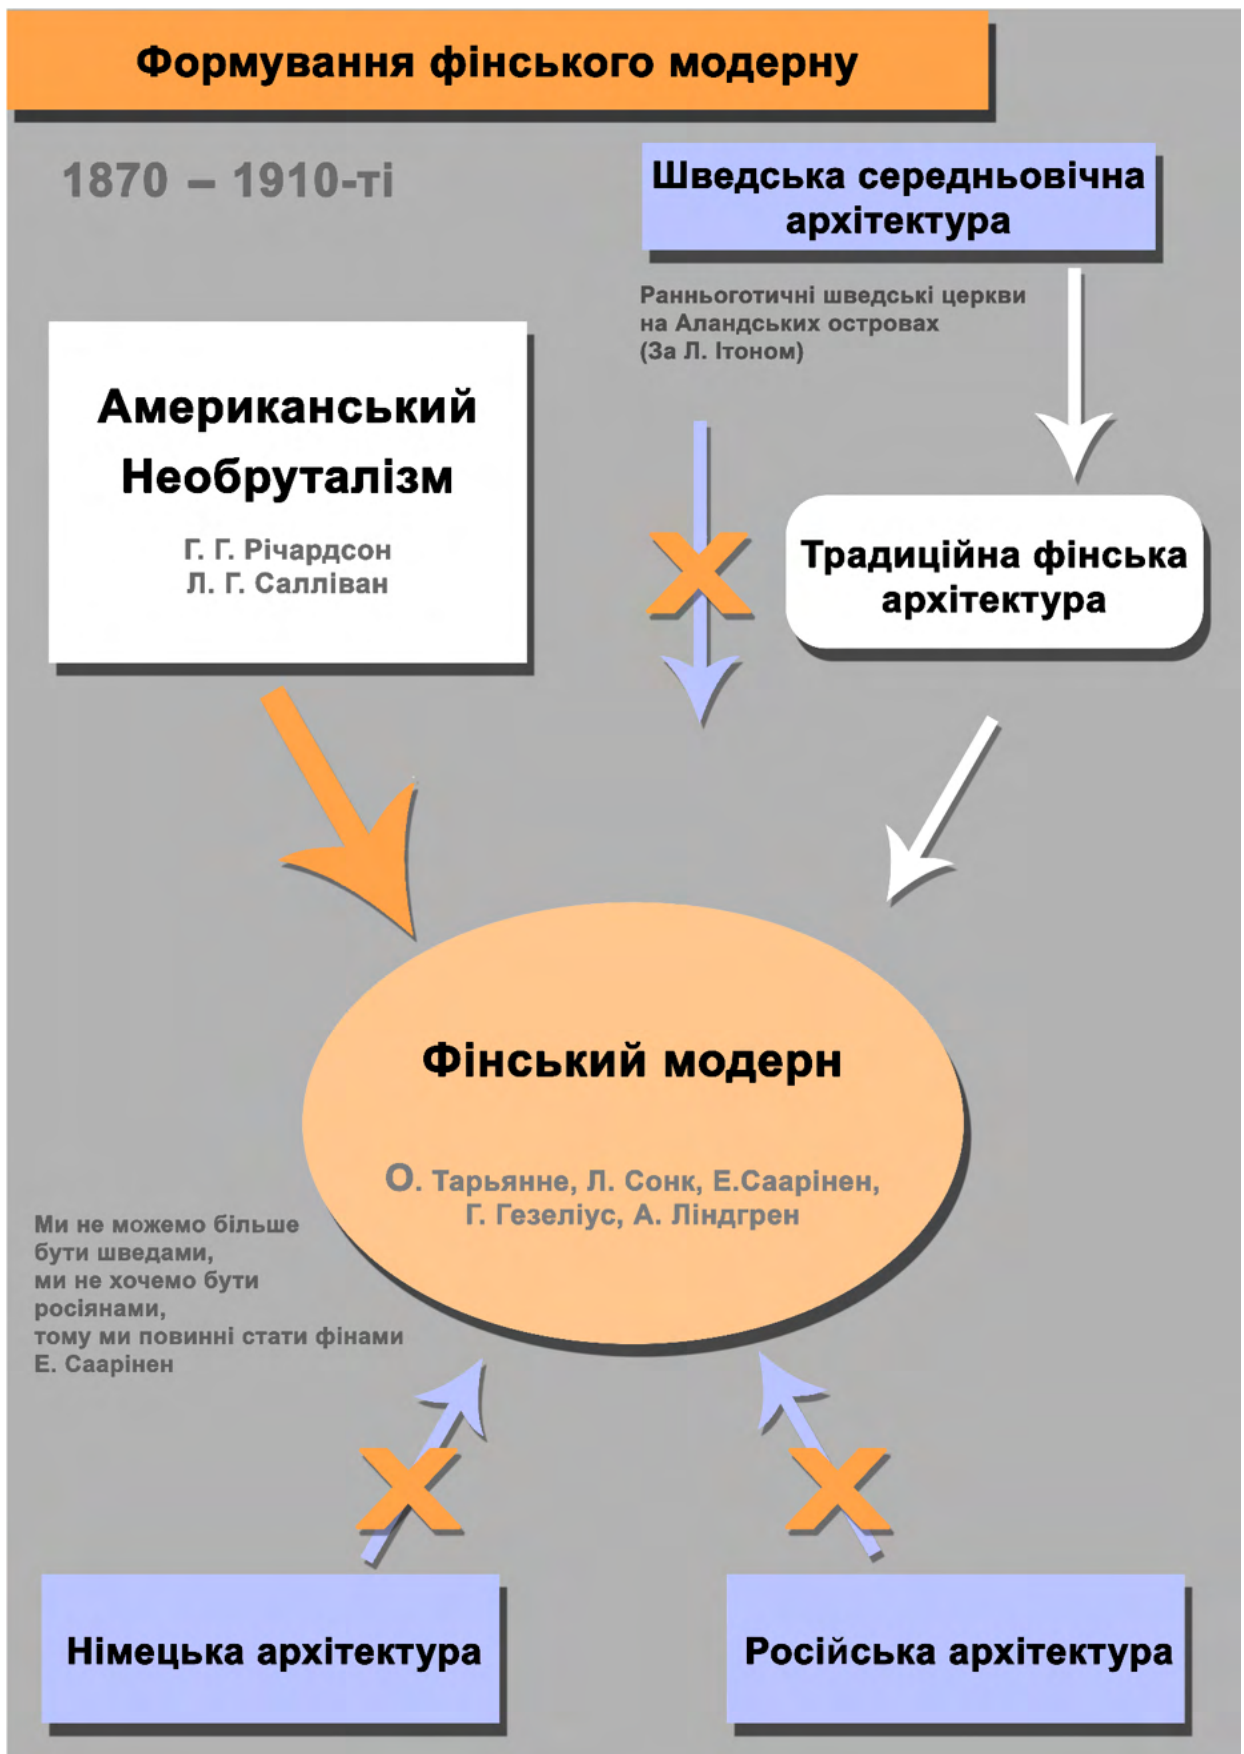 Формування фінського модерну
1870 – 1910-ті
Шведська середньовічна
архітектура
Ранньоготичні шведські церкви
на Аландських островах
(За Л. Ітоном)
Американський
Необруталізм
Г. Г. Річардсон
Л. Г. Салліван
Традиційна фінська
архітектура
Фінський модерн
О. Тарьянне, Л. Сонк, Е.Саарінен,
Г. Гезеліус, А. Ліндгрен
Ми не можемо більше
бути шведами,
ми не хочемо бути
росіянами,
тому ми повинні стати фінами
Е. Саарінен
Німецька архітектура
Російська архітектура